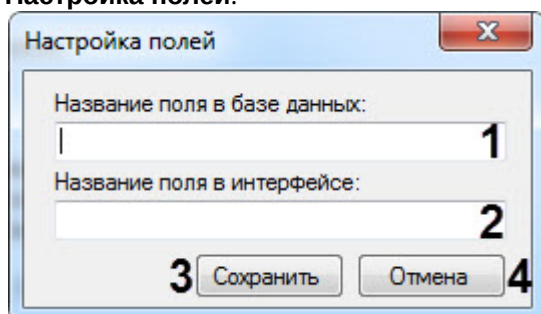 Настройка полей.
Настройка полей
Название поля в базе данных:
1
Название поля в интерфейсе:
2
3 Сохранить Отмена 4